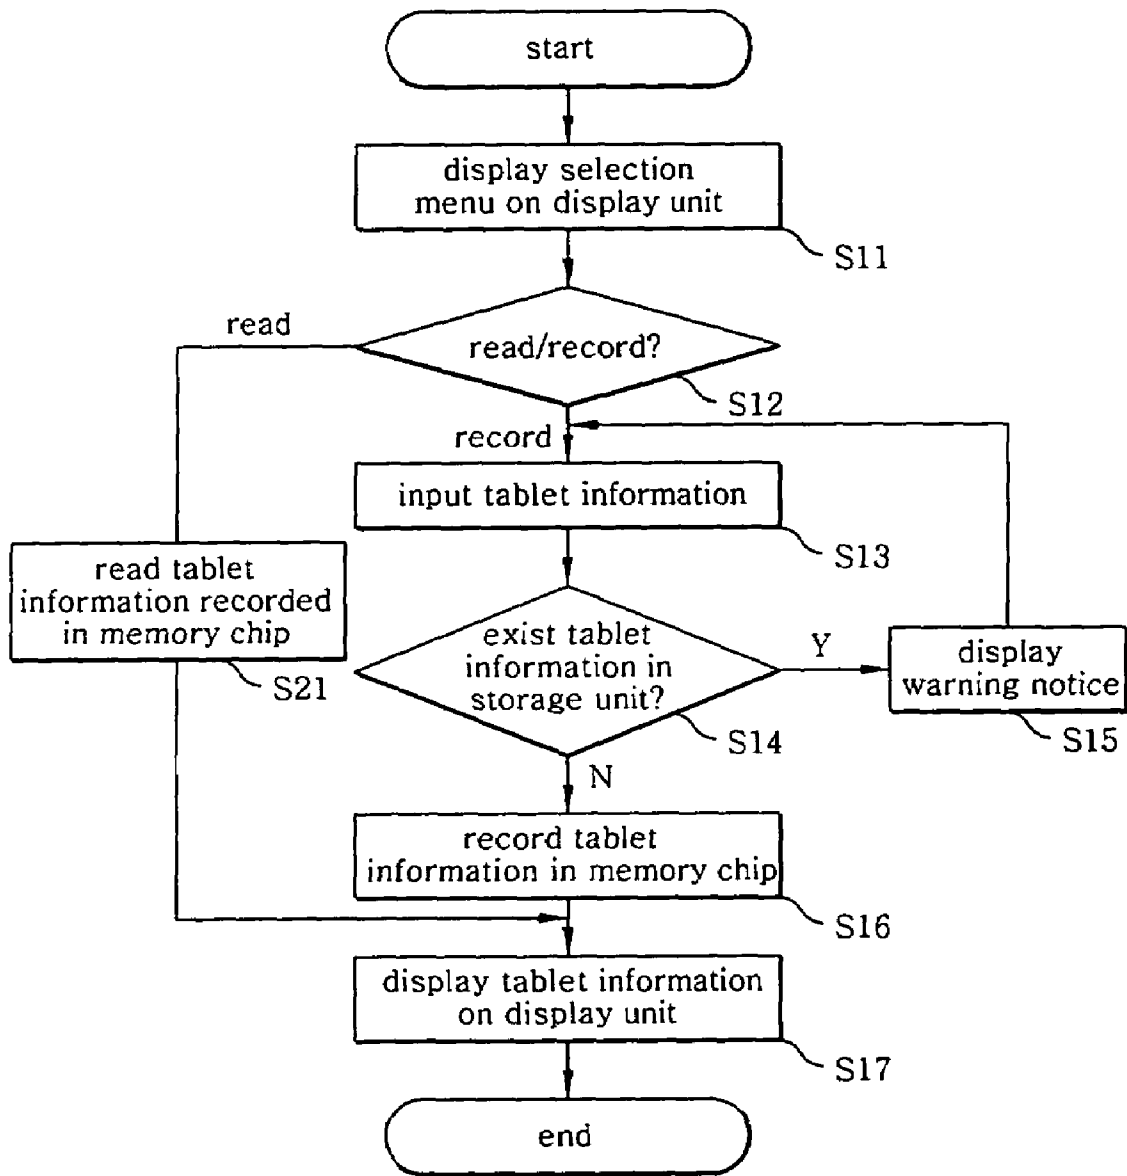 start
display selection
menu on display unit
S11
read
read/record?
S12
record
input tablet information
S13
read tablet
information recorded
in memory chip
S21
exist tablet
information in
storage unit?
S14
Y
display
warning notice
S15
N
record tablet
information in memory chip
S16
display tablet information
on display unit
S17
end